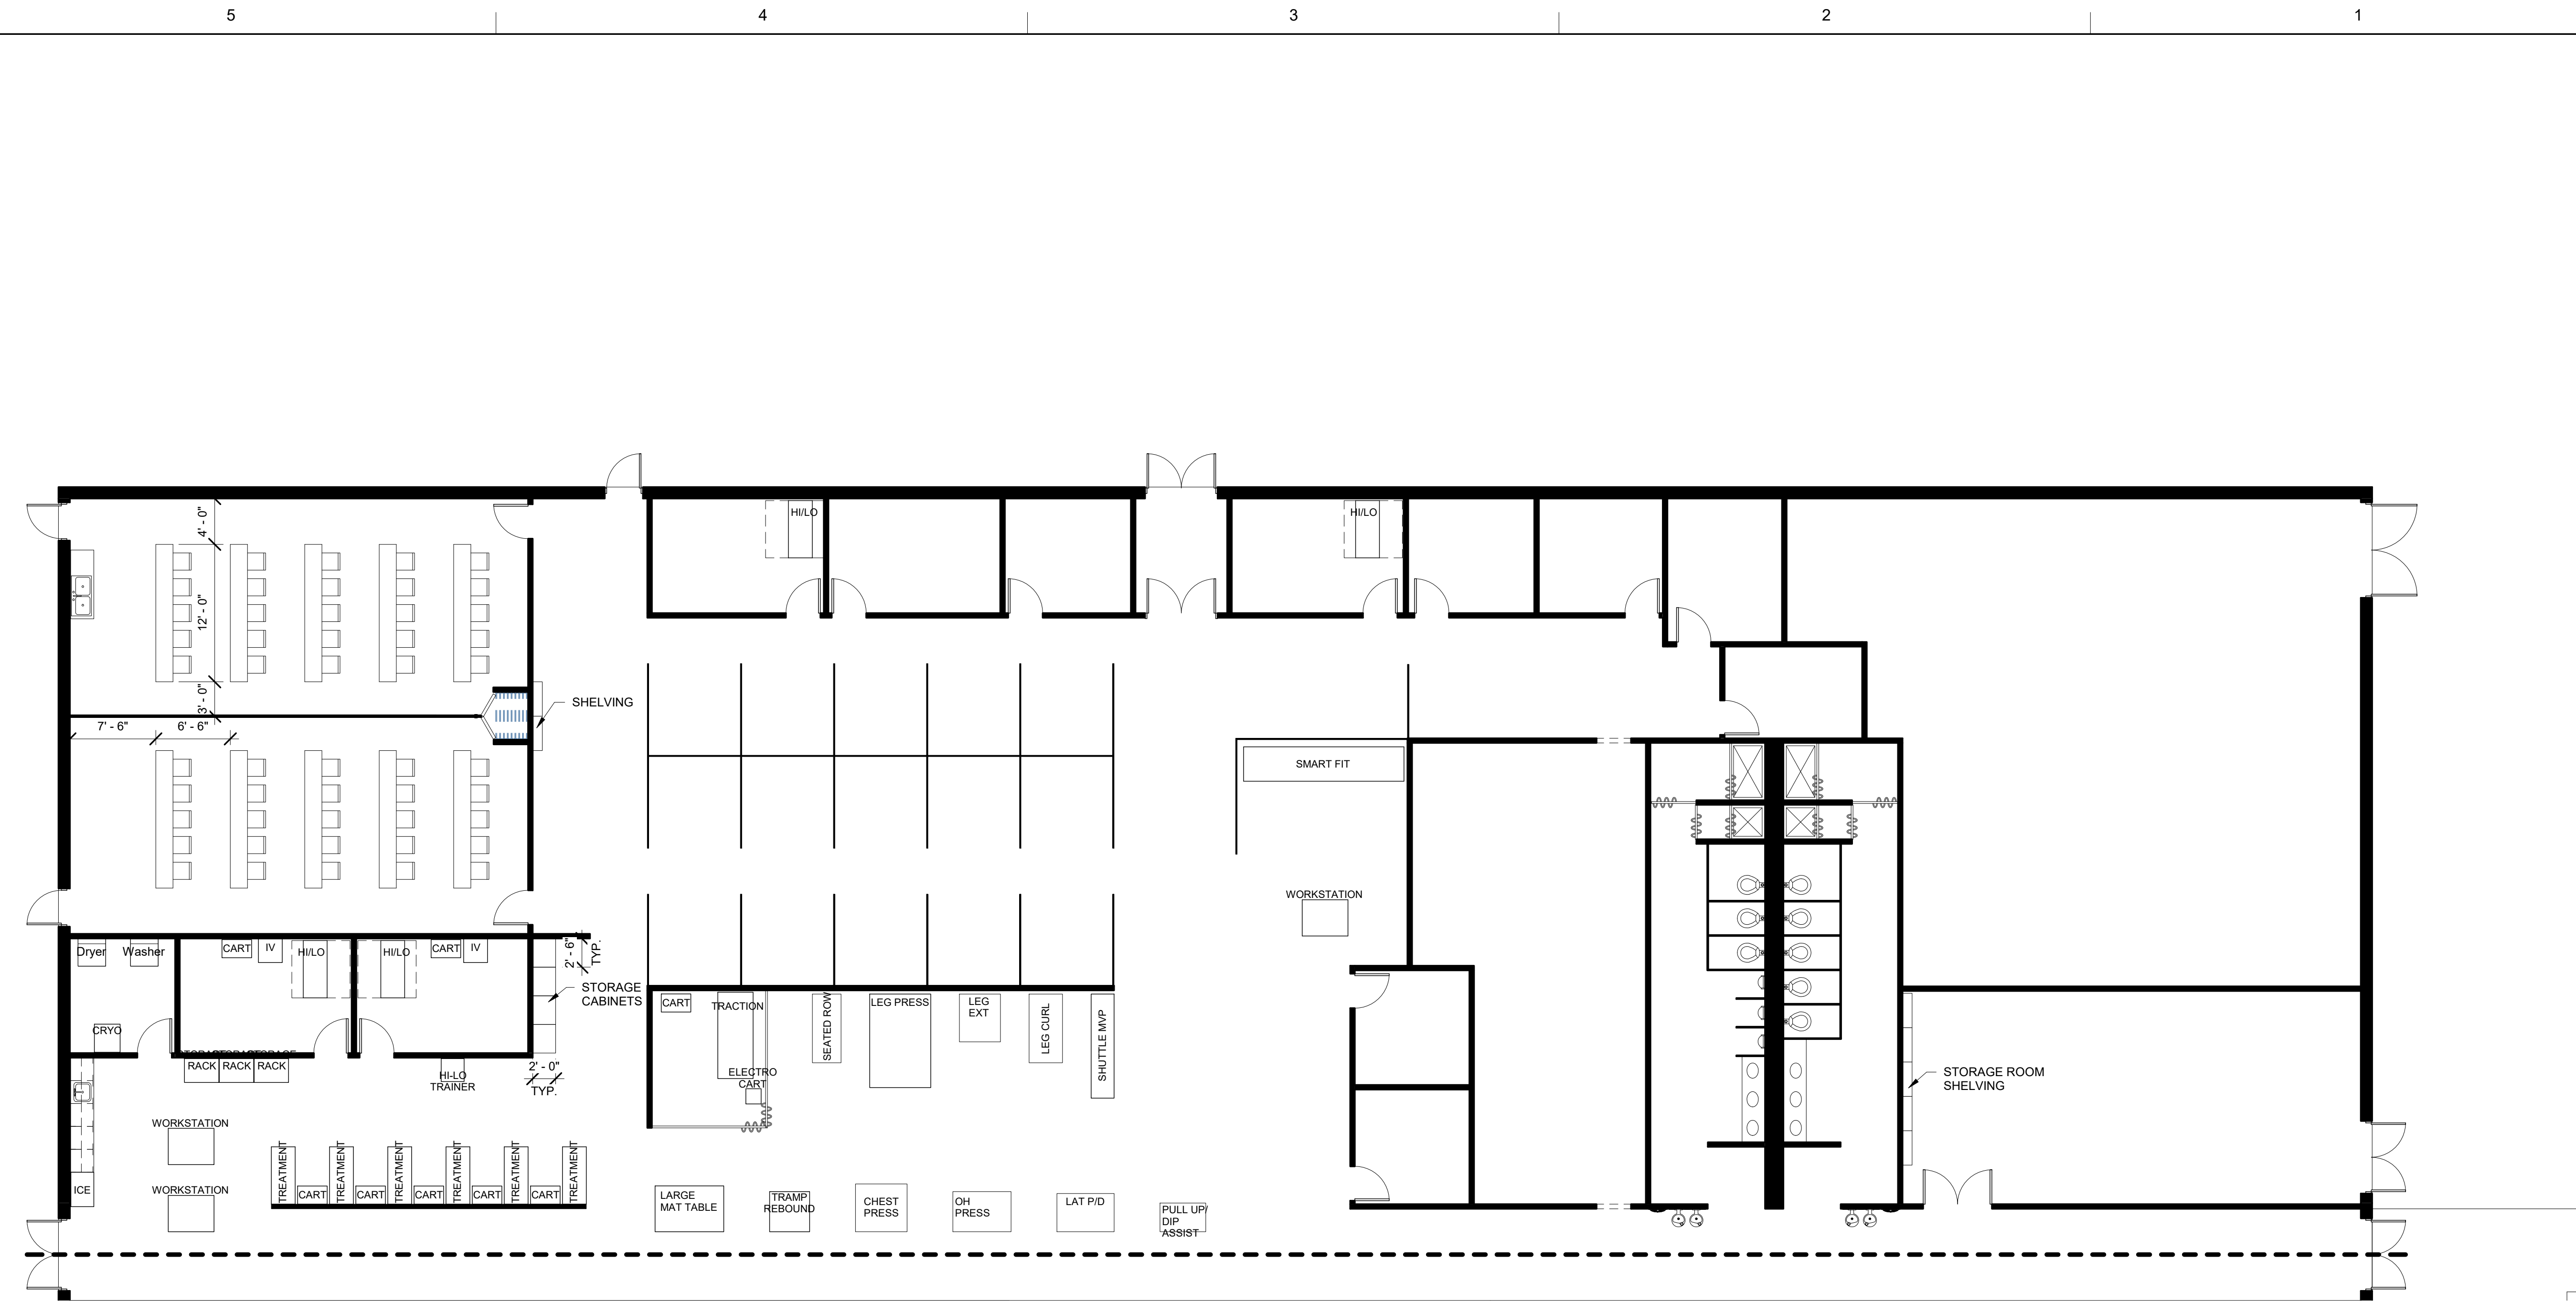 5
4
3
2
1
HI/LO
HI/LO
4' - 0"
12' - 0"
3' - 0"
7' - 6"
6' - 6"
SHELVING
SMART FIT
WORKSTATION
Dryer
Washer
CART
IV
HI/LO
HI/LO
CART
IV
2' - 6"
TYP.
STORAGE
CABINETS
CRYO
RACK
RACK
RACK
HI-LO
TRAINER
2' - 0"
TYP.
CART
TRACTION
ELECTRO
CART
SEATED ROW
LEG PRESS
LEG
EXT
LEG CURL
SHUTTLE MVP
STORAGE ROOM
SHELVING
WORKSTATION
WORKSTATION
ICE
TREATMENT
CART
TREATMENT
CART
TREATMENT
CART
TREATMENT
CART
TREATMENT
CART
TREATMENT
LARGE
MAT TABLE
TRAMP
REBOUND
CHEST
PRESS
OH
PRESS
LAT P/D
PULL UP/
DIP
ASSIST